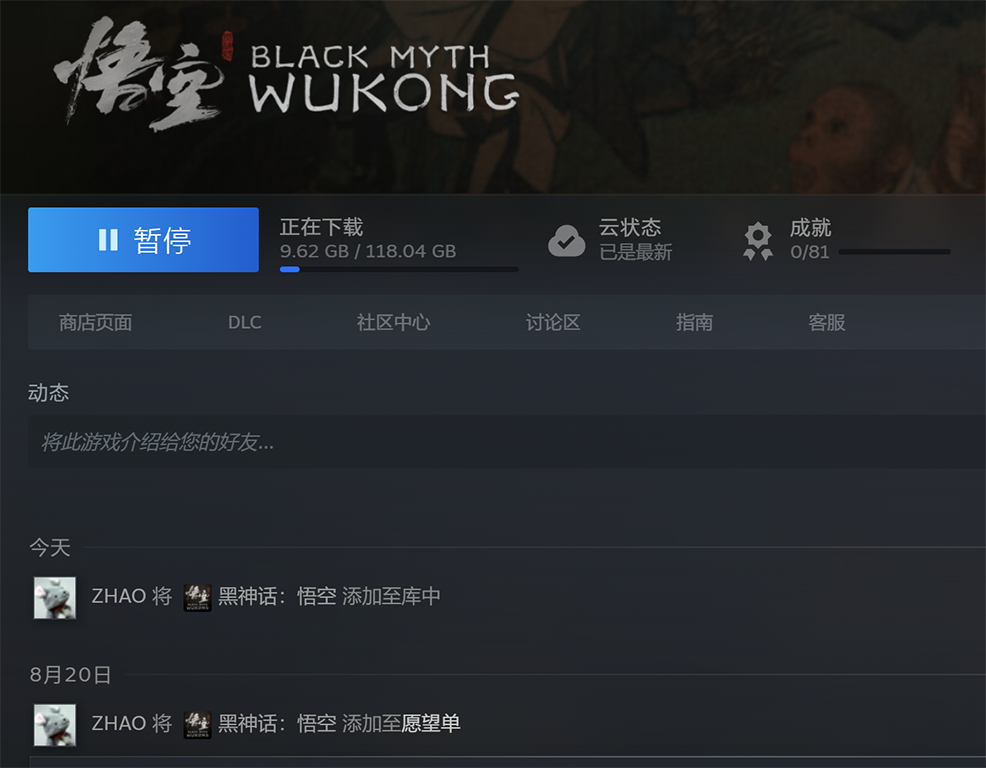 悟空 BLACK MYTH
WUKONG
暂停
正在下载
9.62 GB / 118.04 GB
云状态
已是最新
成就
0/81
商店页面 DLC 社区中心 讨论区 指南 客服
动态
将此游戏介绍给您的好友...
今天
ZHAO 将 黑神话：悟空 添加至库中
8月20日
ZHAO 将 黑神话：悟空 添加至愿望单